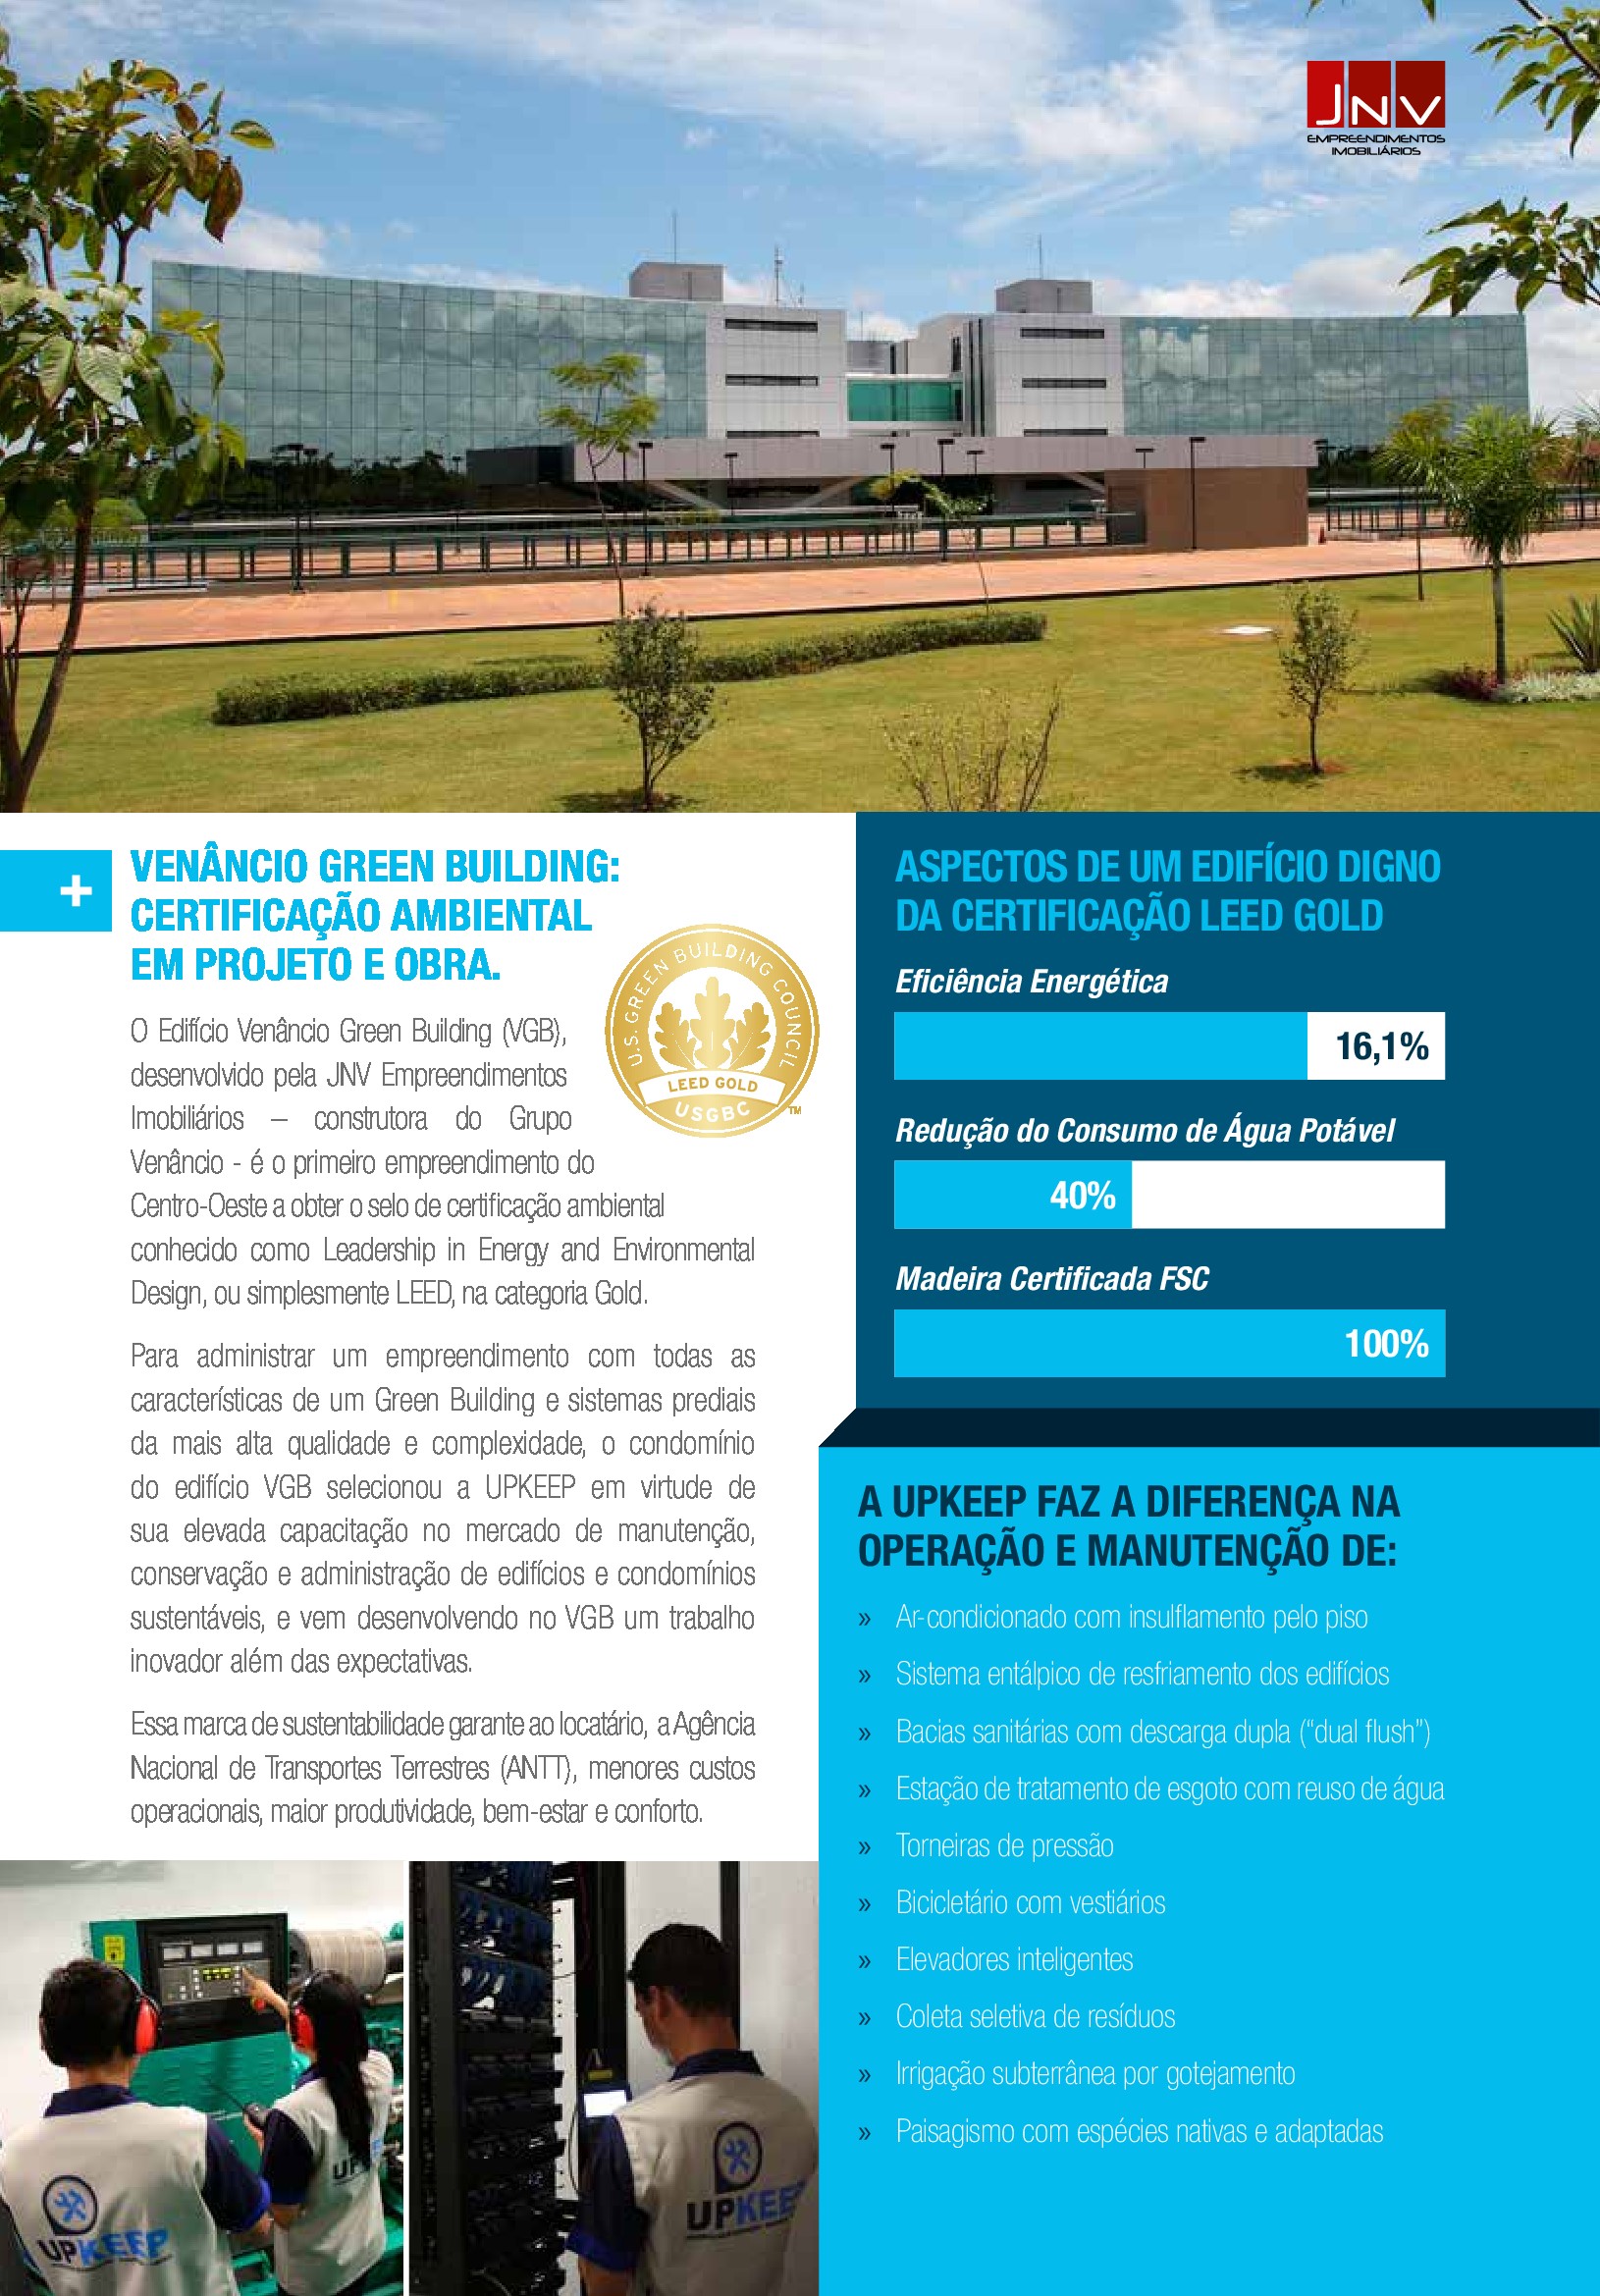 JNV
EMPREENDIMENTOS
IMOBILIÁRIOS
+
VENÂNCIO GREEN BUILDING:
CERTIFICAÇÃO AMBIENTAL
EM PROJETO E OBRA.
U.S. GREEN BUILDING COUNCIL
LEED GOLD
USGBC
TM
O Edifício Venâncio Green Building (VGB),
desenvolvido pela JNV Empreendimentos
Imobiliários – construtora do Grupo
Venâncio - é o primeiro empreendimento do
Centro-Oeste a obter o selo de certificação ambiental
conhecido como Leadership in Energy and Environmental
Design, ou simplesmente LEED, na categoria Gold.
Para administrar um empreendimento com todas as
características de um Green Building e sistemas prediais
da mais alta qualidade e complexidade, o condomínio
do edifício VGB selecionou a UPKEEP em virtude de
sua elevada capacitação no mercado de manutenção,
conservação e administração de edifícios e condomínios
sustentáveis, e vem desenvolvendo no VGB um trabalho
inovador além das expectativas.
Essa marca de sustentabilidade garante ao locatário, a Agência
Nacional de Transportes Terrestres (ANTT), menores custos
operacionais, maior produtividade, bem-estar e conforto.
UPKEEP
UP
UPKEE
ASPECTOS DE UM EDIFÍCIO DIGNO
DA CERTIFICAÇÃO LEED GOLD
Eficiência Energética
16,1%
Redução do Consumo de Água Potável
40%
Madeira Certificada FSC
100%
A UPKEEP FAZ A DIFERENÇA NA
OPERAÇÃO E MANUTENÇÃO DE:
» Ar-condicionado com insulflamento pelo piso
» Sistema entálpico de resfriamento dos edifícios
» Bacias sanitárias com descarga dupla (“dual flush”)
» Estação de tratamento de esgoto com reuso de água
» Torneiras de pressão
» Bicicletário com vestiários
» Elevadores inteligentes
» Coleta seletiva de resíduos
» Irrigação subterrânea por gotejamento
» Paisagismo com espécies nativas e adaptadas